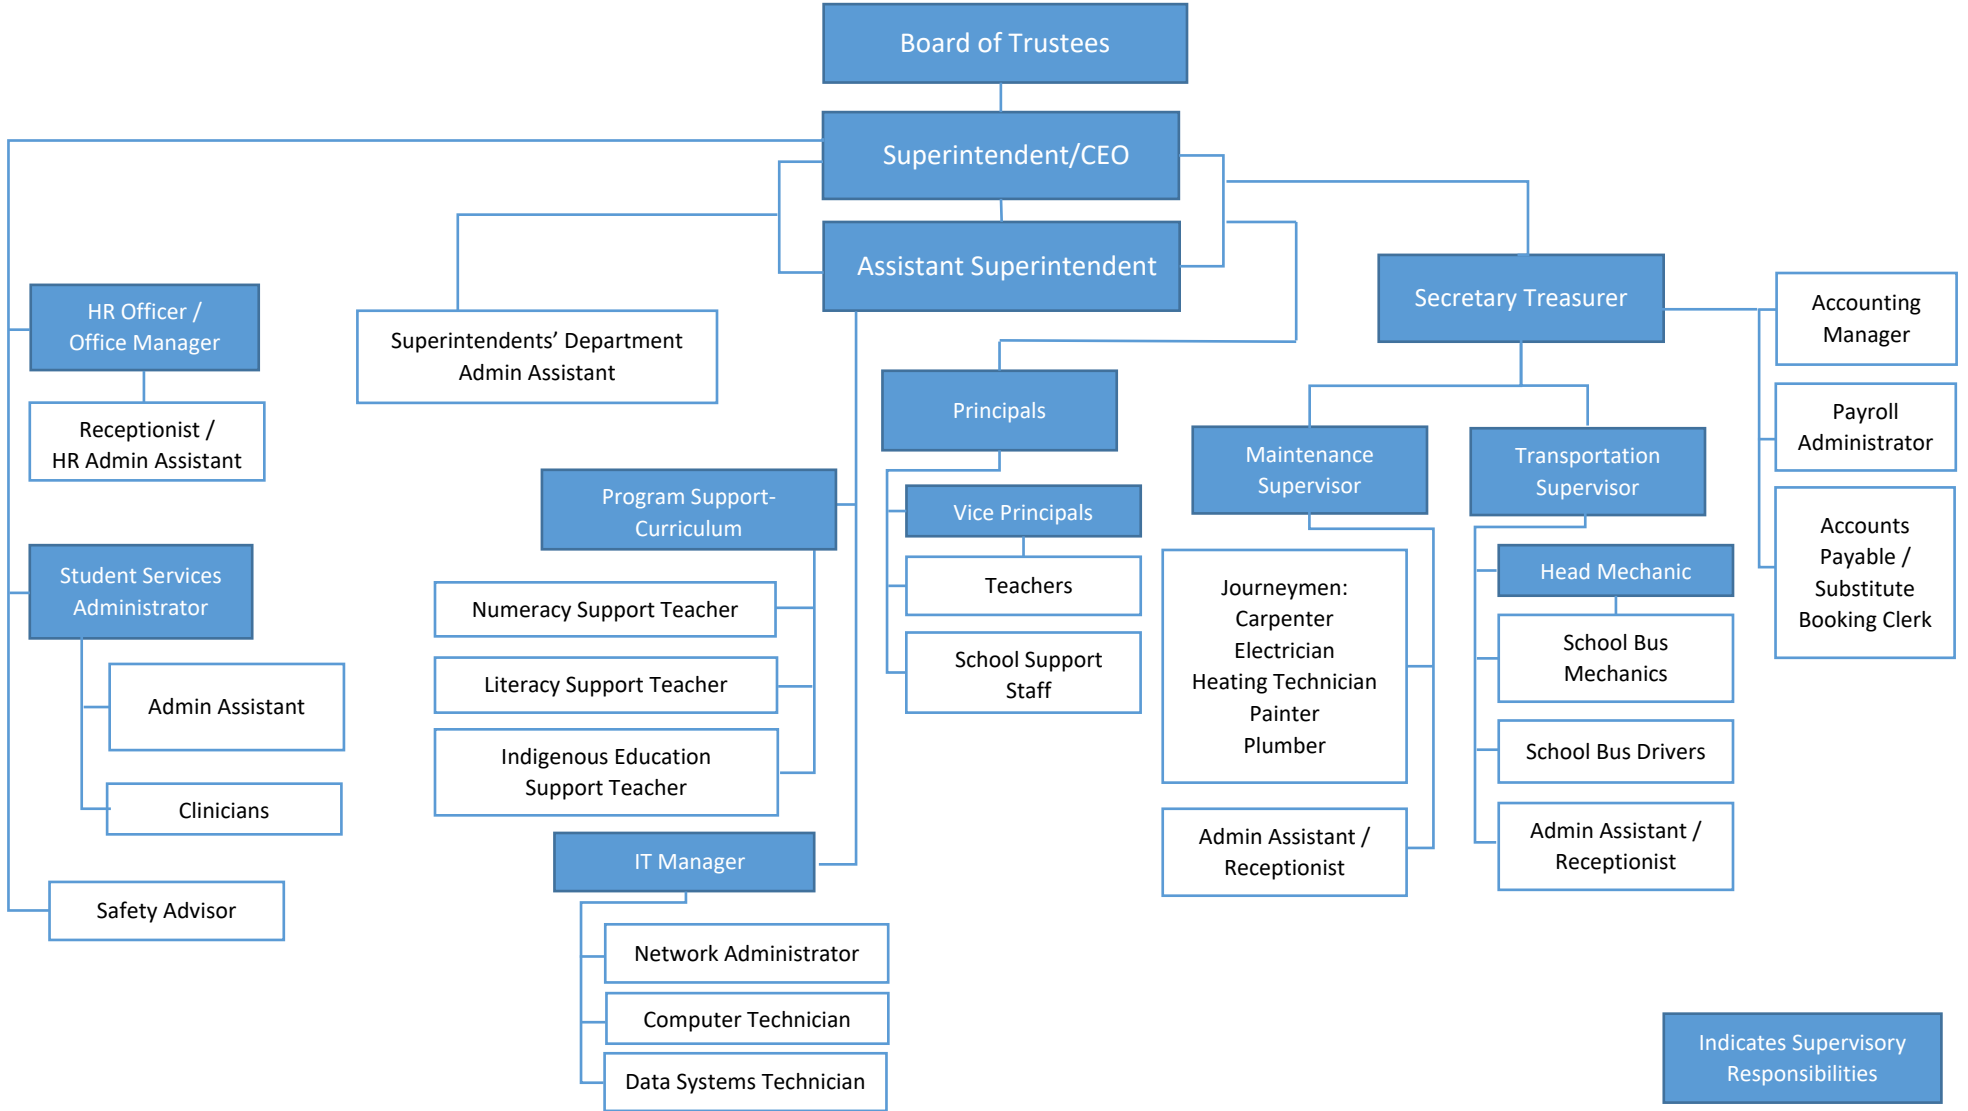 Board of Trustees
Superintendent/CEO
Assistant Superintendent
Secretary Treasurer
HR Officer /
Office Manager
Receptionist /
HR Admin Assistant
Student Services
Administrator
Admin Assistant
Clinicians
Safety Advisor
Superintendents’ Department
Admin Assistant
Program Support-
Curriculum
Numeracy Support Teacher
Literacy Support Teacher
Indigenous Education
Support Teacher
IT Manager
Network Administrator
Computer Technician
Data Systems Technician
Principals
Vice Principals
Teachers
School Support
Staff
Maintenance
Supervisor
Journeymen:
Carpenter
Electrician
Heating Technician
Painter
Plumber
Admin Assistant /
Receptionist
Transportation
Supervisor
Head Mechanic
School Bus
Mechanics
School Bus Drivers
Admin Assistant /
Receptionist
Accounting
Manager
Payroll
Administrator
Accounts
Payable /
Substitute
Booking Clerk
Indicates Supervisory
Responsibilities